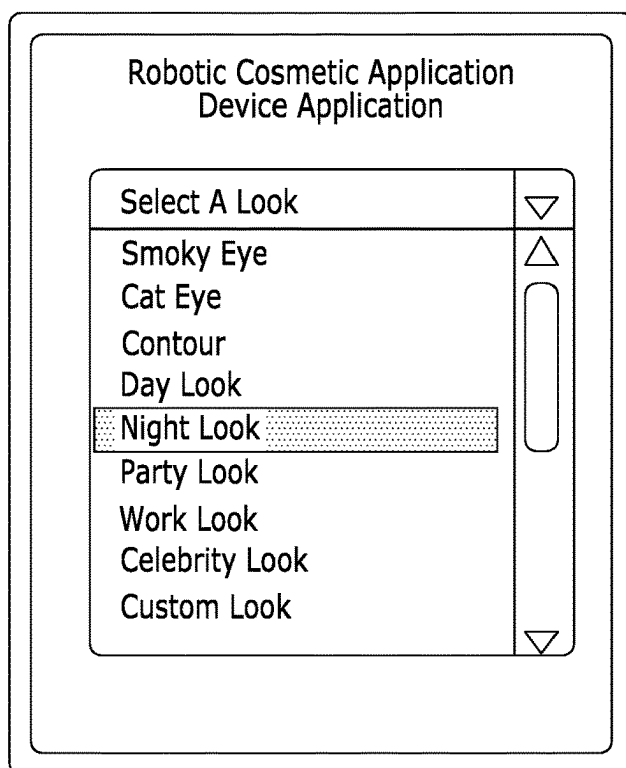 Robotic Cosmetic Application
Device Application
Select A Look
Smoky Eye
Cat Eye
Contour
Day Look
Night Look
Party Look
Work Look
Celebrity Look
Custom Look